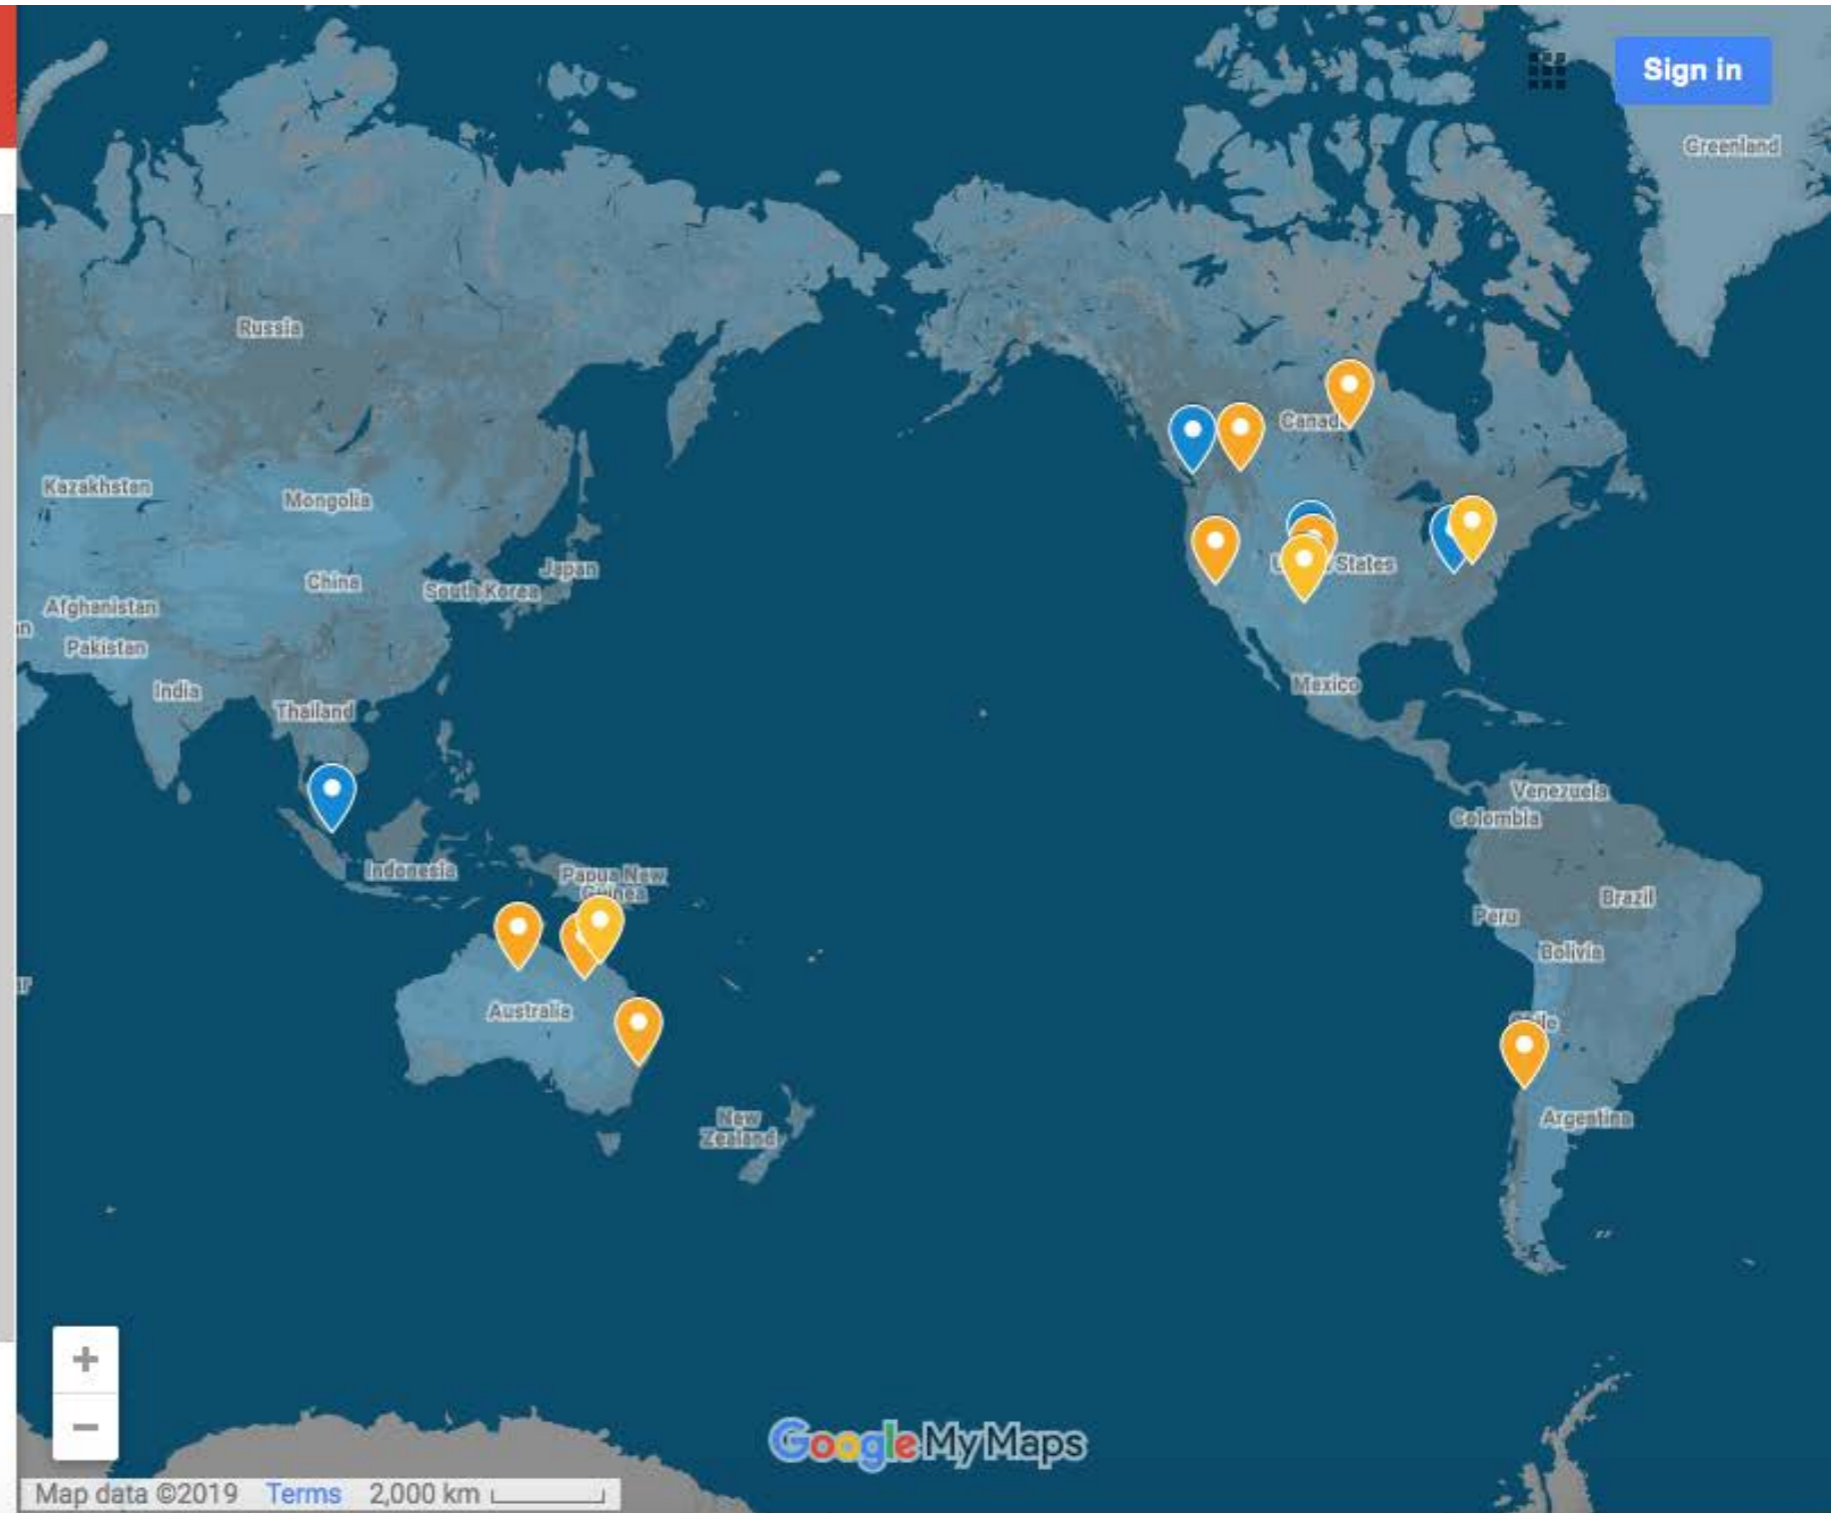 Sign in
Greenland
Russia
Kazakhstan
Mongolia
Japan
China
South Korea
Afghanistan
Pakistan
India
Thailand
Canad
States
Mexico
Venezuela
Colombia
Indonesia
Papua New
Guinea
Brazil
Peru
Bolivia
Australia
New
Zealand
Argentina
+
−
Google My Maps
Map data ©2019 Terms 2,000 km